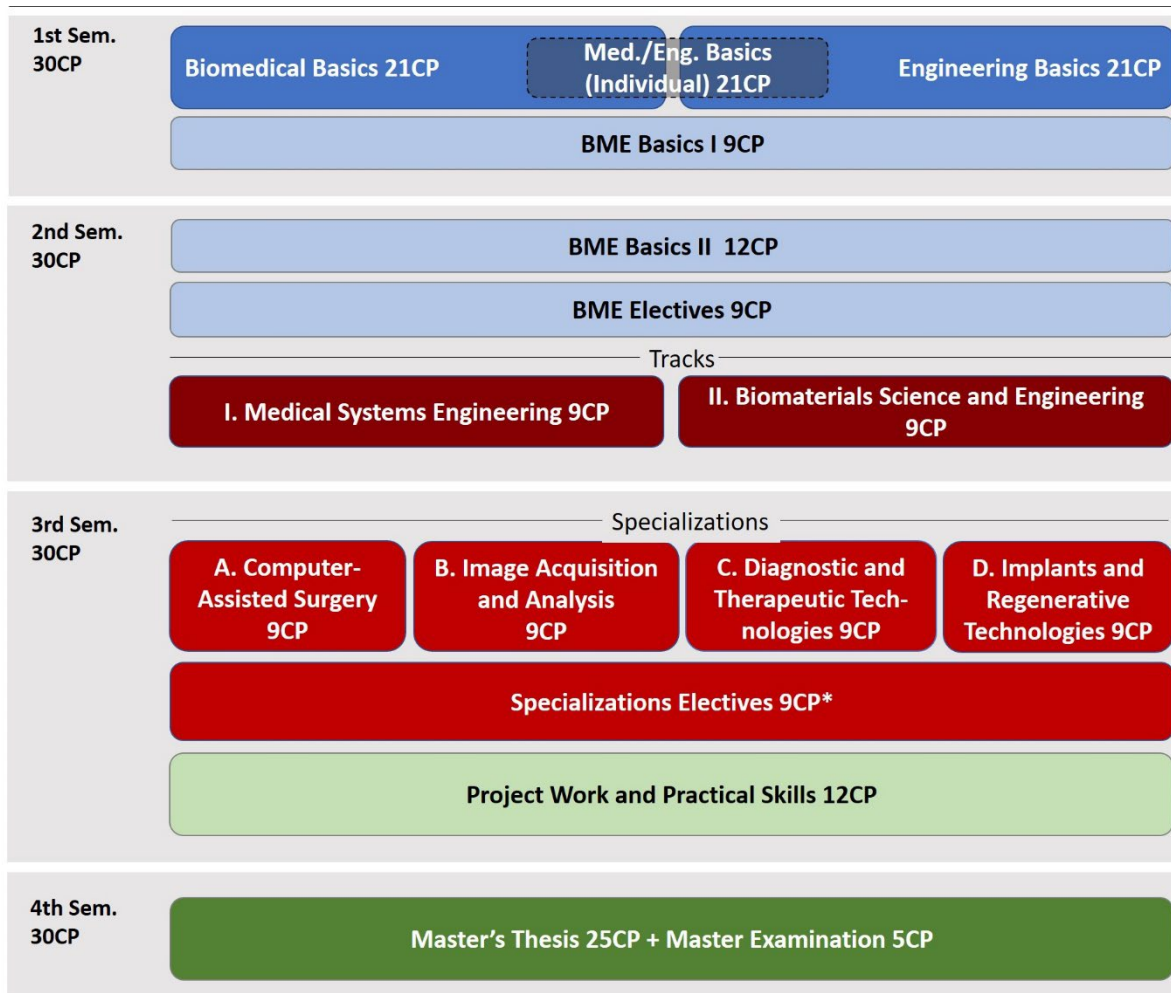 1st Sem.
30CP
Biomedical Basics 21CP
Med./Eng. Basics
(Individual) 21CP
Engineering Basics 21CP
BME Basics I 9CP
2nd Sem.
30CP
BME Basics II 12CP
BME Electives 9CP
Tracks
I. Medical Systems Engineering 9CP
II. Biomaterials Science and Engineering
9CP
3rd Sem.
30CP
Specializations
A. Computer-
Assisted Surgery
9CP
B. Image Acquisition
and Analysis
9CP
C. Diagnostic and
Therapeutic Tech-
nologies 9CP
D. Implants and
Regenerative
Technologies 9CP
Specializations Electives 9CP*
Project Work and Practical Skills 12CP
4th Sem.
30CP
Master's Thesis 25CP + Master Examination 5CP